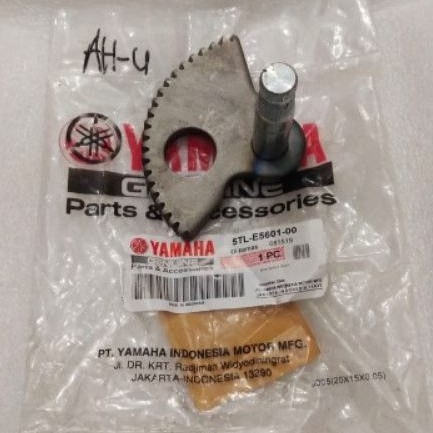 AH-U
YAMAHA
GENUINE
Parts & Accessories
YAMAHA
GENUINE
Parts & Accessories
5TL-E5601-00
1 PC
PT. YAMAHA INDONESIA MOTOR MFG.
JL. DR. KRT. Radjiman Widyodiningrat
JAKARTA-INDONESIA 13290